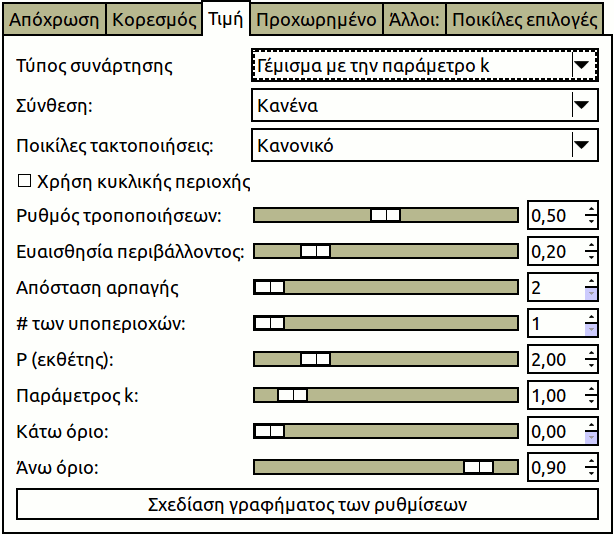 Απόχρωση Κορεσμός Τιμή Προχωρημένο Άλλοι: Ποικίλες επιλογές
Τύπος συνάρτησης Γέμισμα με την παράμετρο k
Σύνθεση: Κανένα
Ποικίλες τακτοποιήσεις: Κανονικό
Χρήση κυκλικής περιοχής
Ρυθμός τροποποιήσεων: 0,50
Ευαισθησία περιβάλλοντος: 0,20
Απόσταση αρπαγής 2
# των υποπεριοχών: 1
P (εκθέτης): 2,00
Παράμετρος k: 1,00
Κάτω όριο: 0,00
Άνω όριο: 0,90
Σχεδίαση γραφήματος των ρυθμίσεων